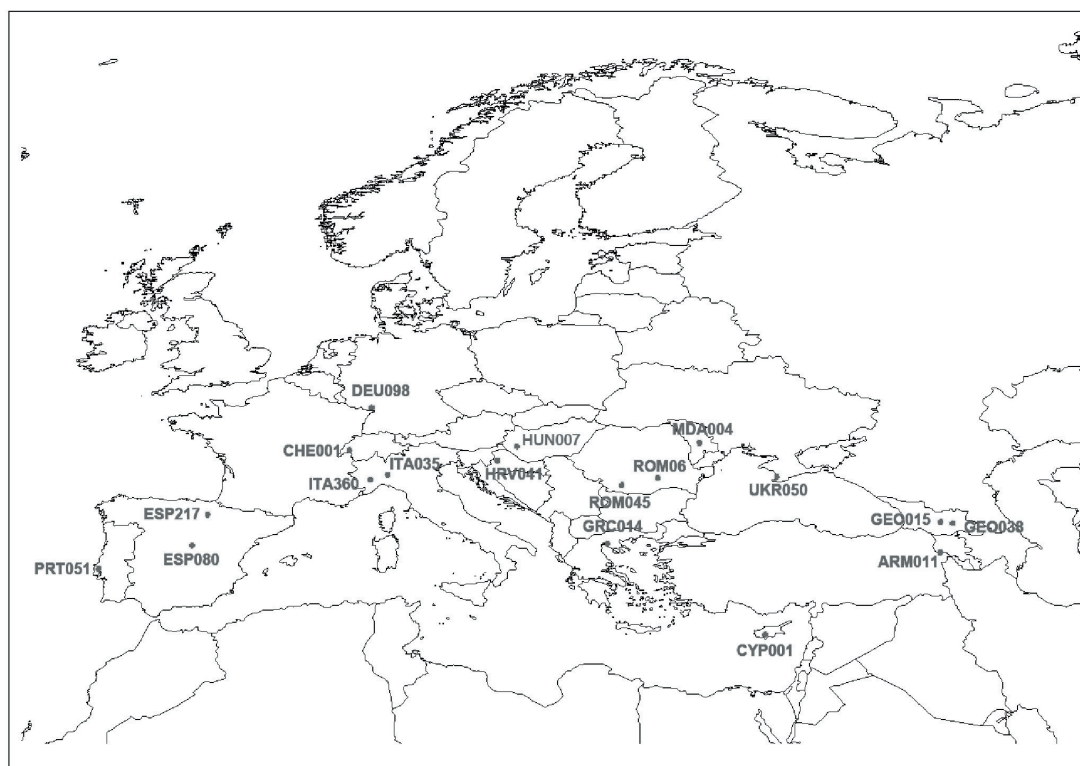 DEU098
MDA004
HUN007
CHE001
ITA035
ROM06
HRV041
ITA360
UKR050
ROM045
ESP217
GEO015
GEO038
GRC014
ESP080
ARM011
PRT051
CYP001